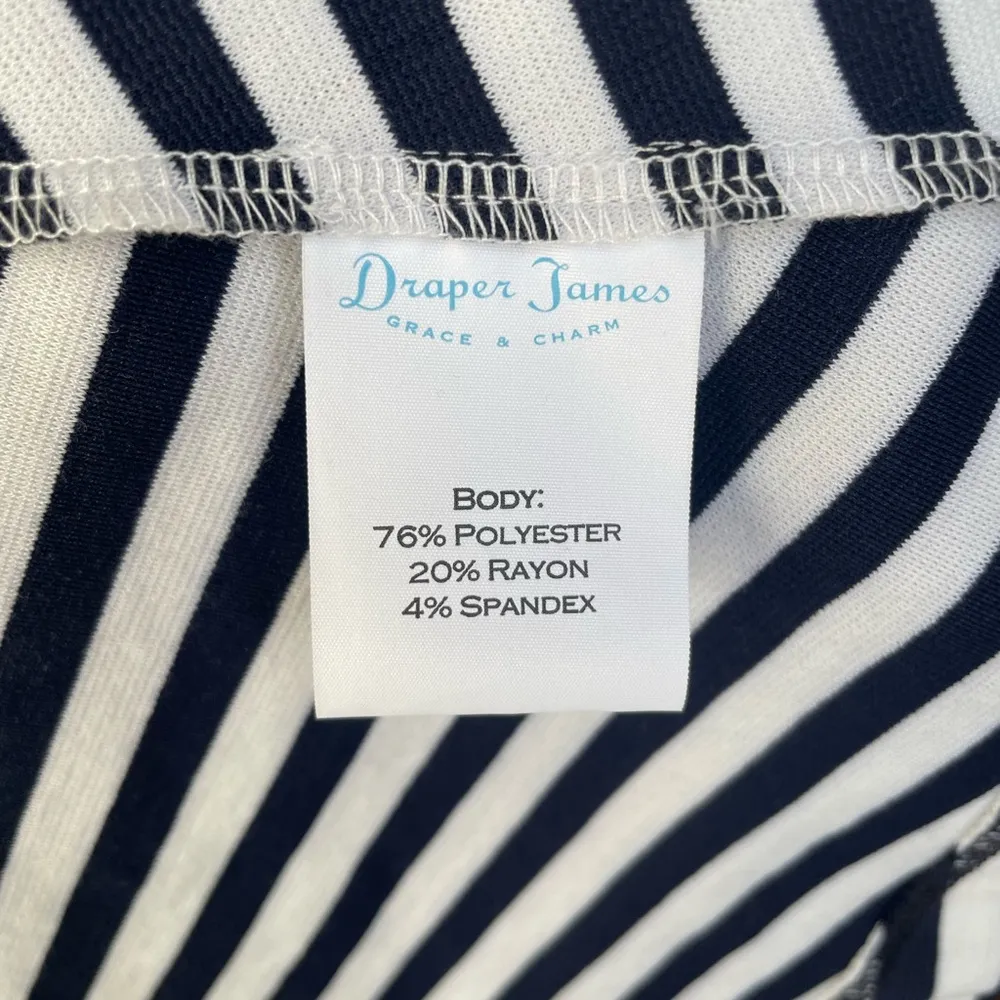 Draper James
GRACE & CHARM
BODY:
76% POLYESTER
20% RAYON
4% SPANDEX